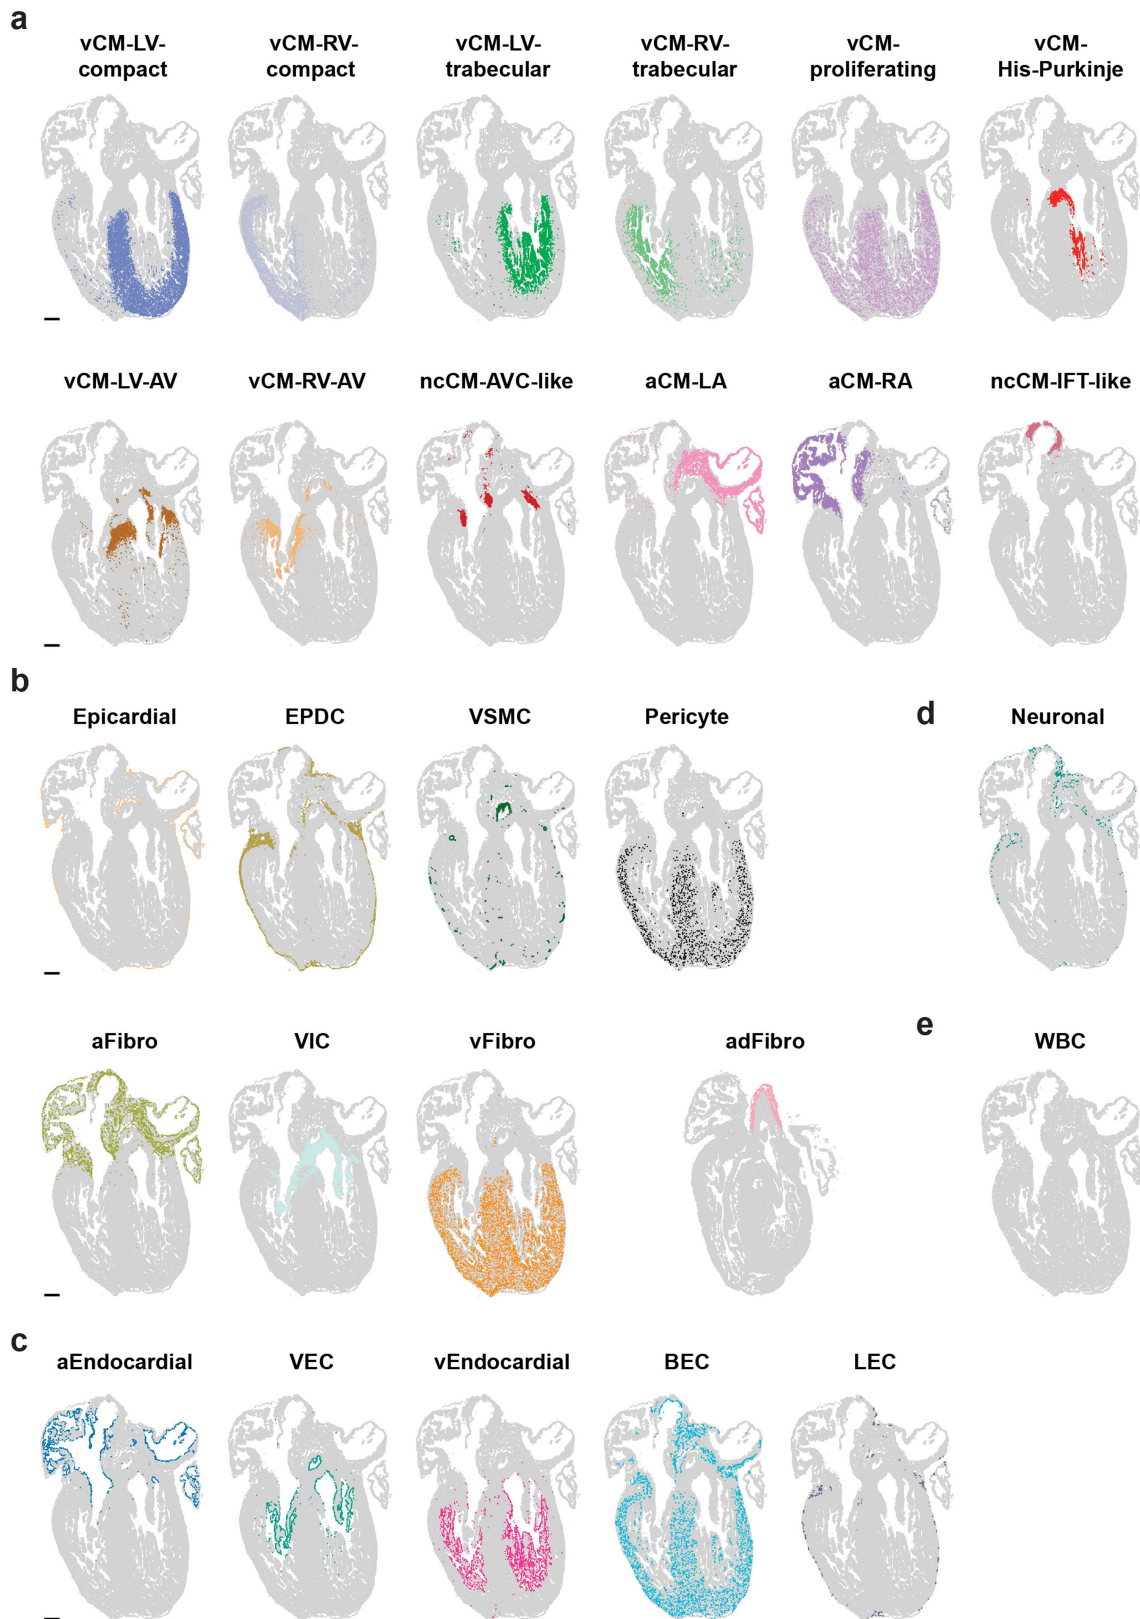 a
vCM-LV-
compact
vCM-RV-
compact
vCM-LV-
trabecular
vCM-RV-
trabecular
vCM-
proliferating
vCM-
His-Purkinje
vCM-LV-AV
vCM-RV-AV
ncCM-AVC-like
aCM-LA
aCM-RA
ncCM-IFT-like
b
Epicardial
EPDC
VSMC
Pericyte
d
Neuronal
aFibro
VIC
vFibro
adFibro
e
WBC
c
aEndocardial
VEC
vEndocardial
BEC
LEC